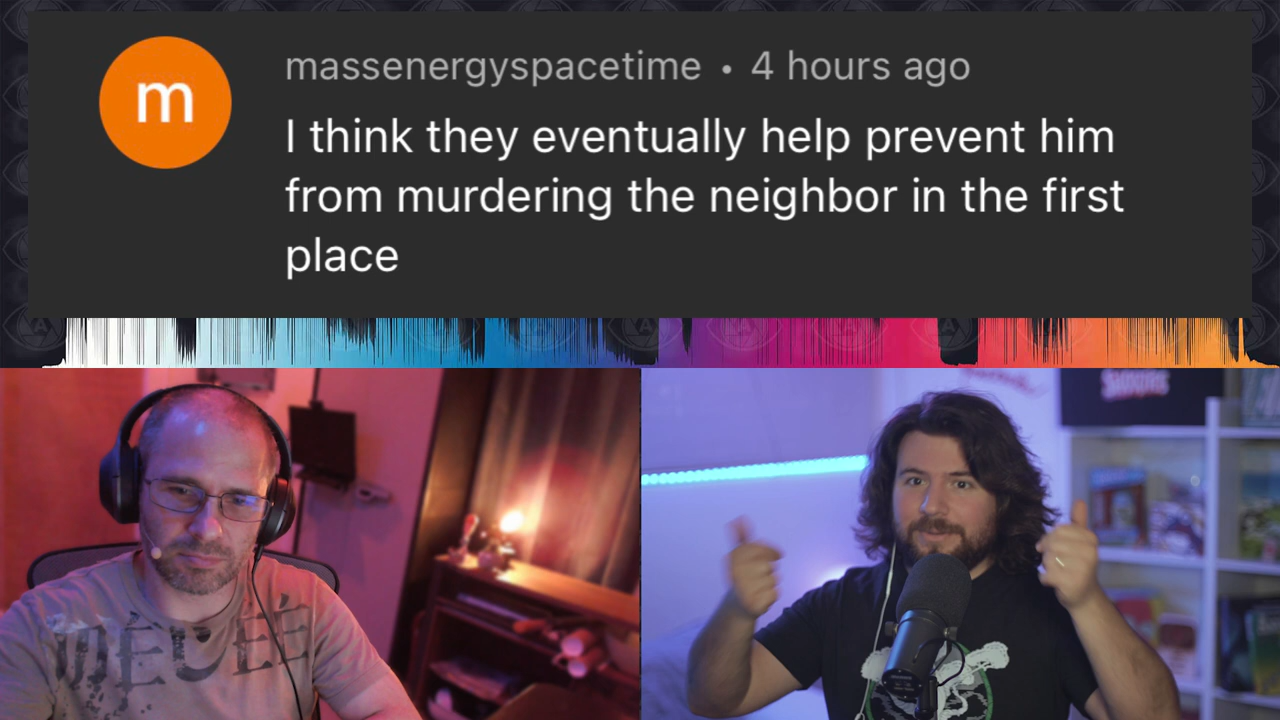 m
massenergyspacetime • 4 hours ago
I think they eventually help prevent him
from murdering the neighbor in the first
place